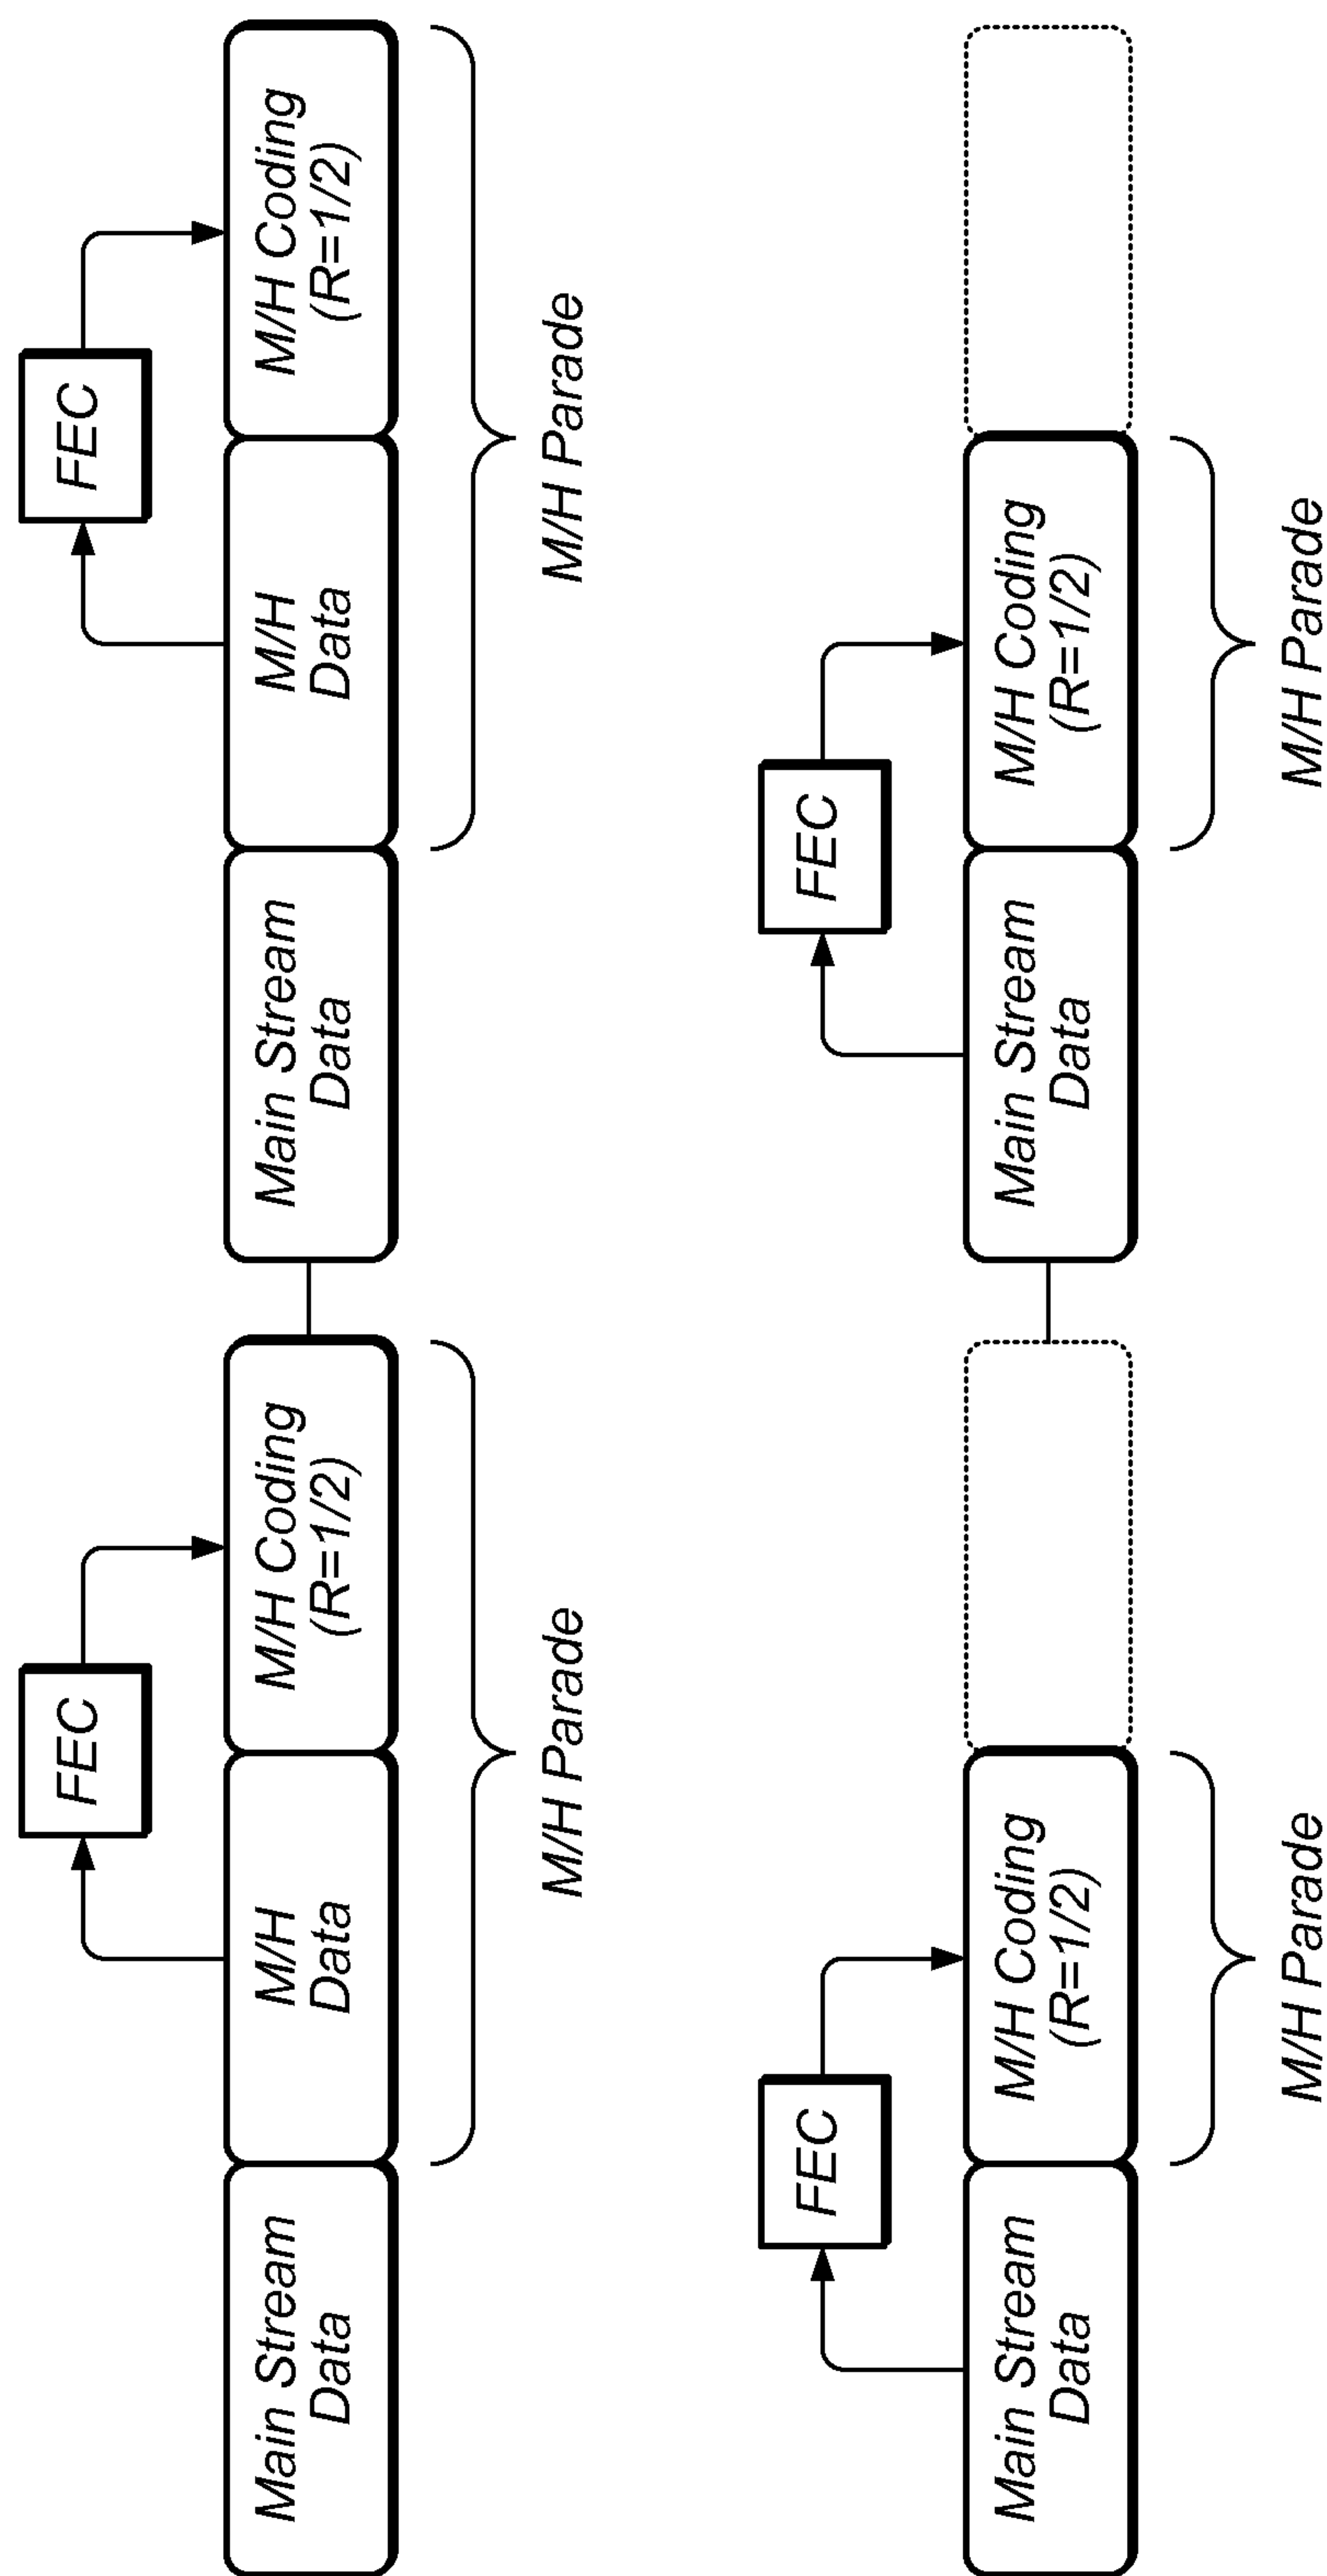 FEC
FEC
Main Stream
Data
M/H
Data
M/H Coding
(R=1/2)
Main Stream
Data
M/H
Data
M/H Coding
(R=1/2)
M/H Parade
M/H Parade
FEC
FEC
Main Stream
Data
M/H Coding
(R=1/2)
Main Stream
Data
M/H Coding
(R=1/2)
M/H Parade
M/H Parade